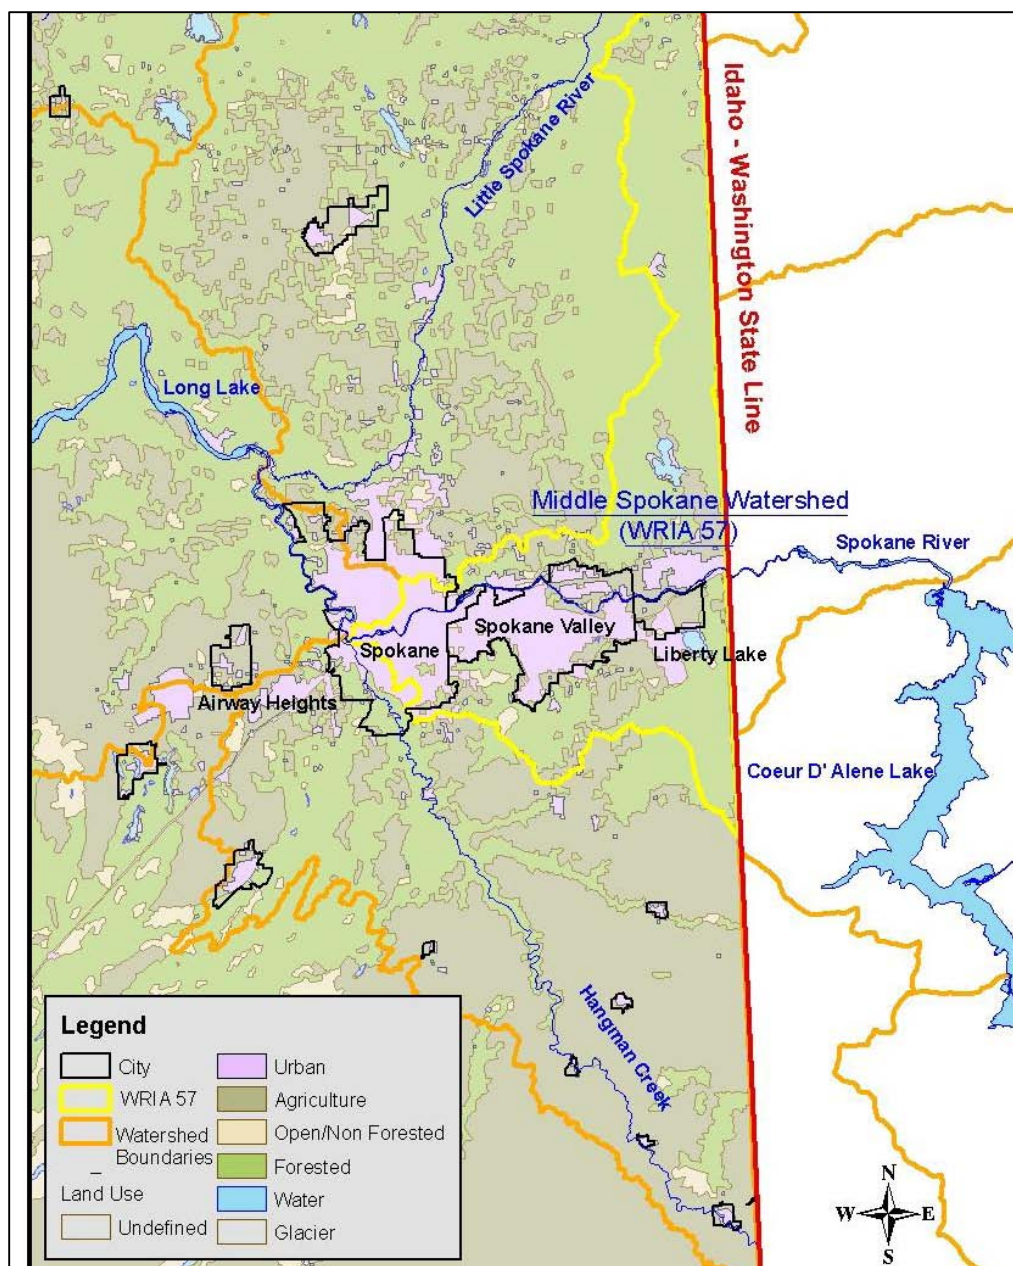 Little Spokane River
Idaho - Washington State Line
Long Lake
Middle Spokane Watershed
(WRIA 57)
Spokane River
Spokane Valley
Spokane
Liberty Lake
Airway Heights
Coeur D' Alene Lake
Hangman Creek
Legend
City
WRIA 57
Watershed
Boundaries
Land Use
Undefined
Urban
Agriculture
Open/Non Forested
Forested
Water
Glacier
N
W
E
S